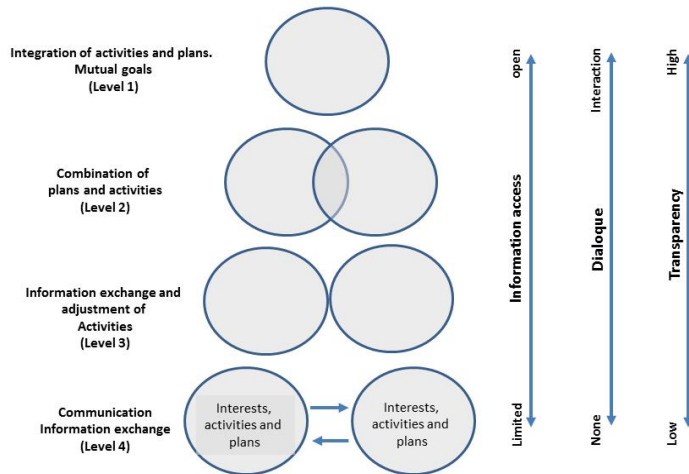 Integration of activities and plans.
Mutual goals
(Level 1)
Combination of
plans and activities
(Level 2)
Information exchange and
adjustment of
Activities
(Level 3)
Communication
Information exchange
(Level 4)
Interests,
activities and
plans
Interests,
activities and
plans
open
Information access
Limited
Interaction
Dialoque
None
High
Transparency
Low